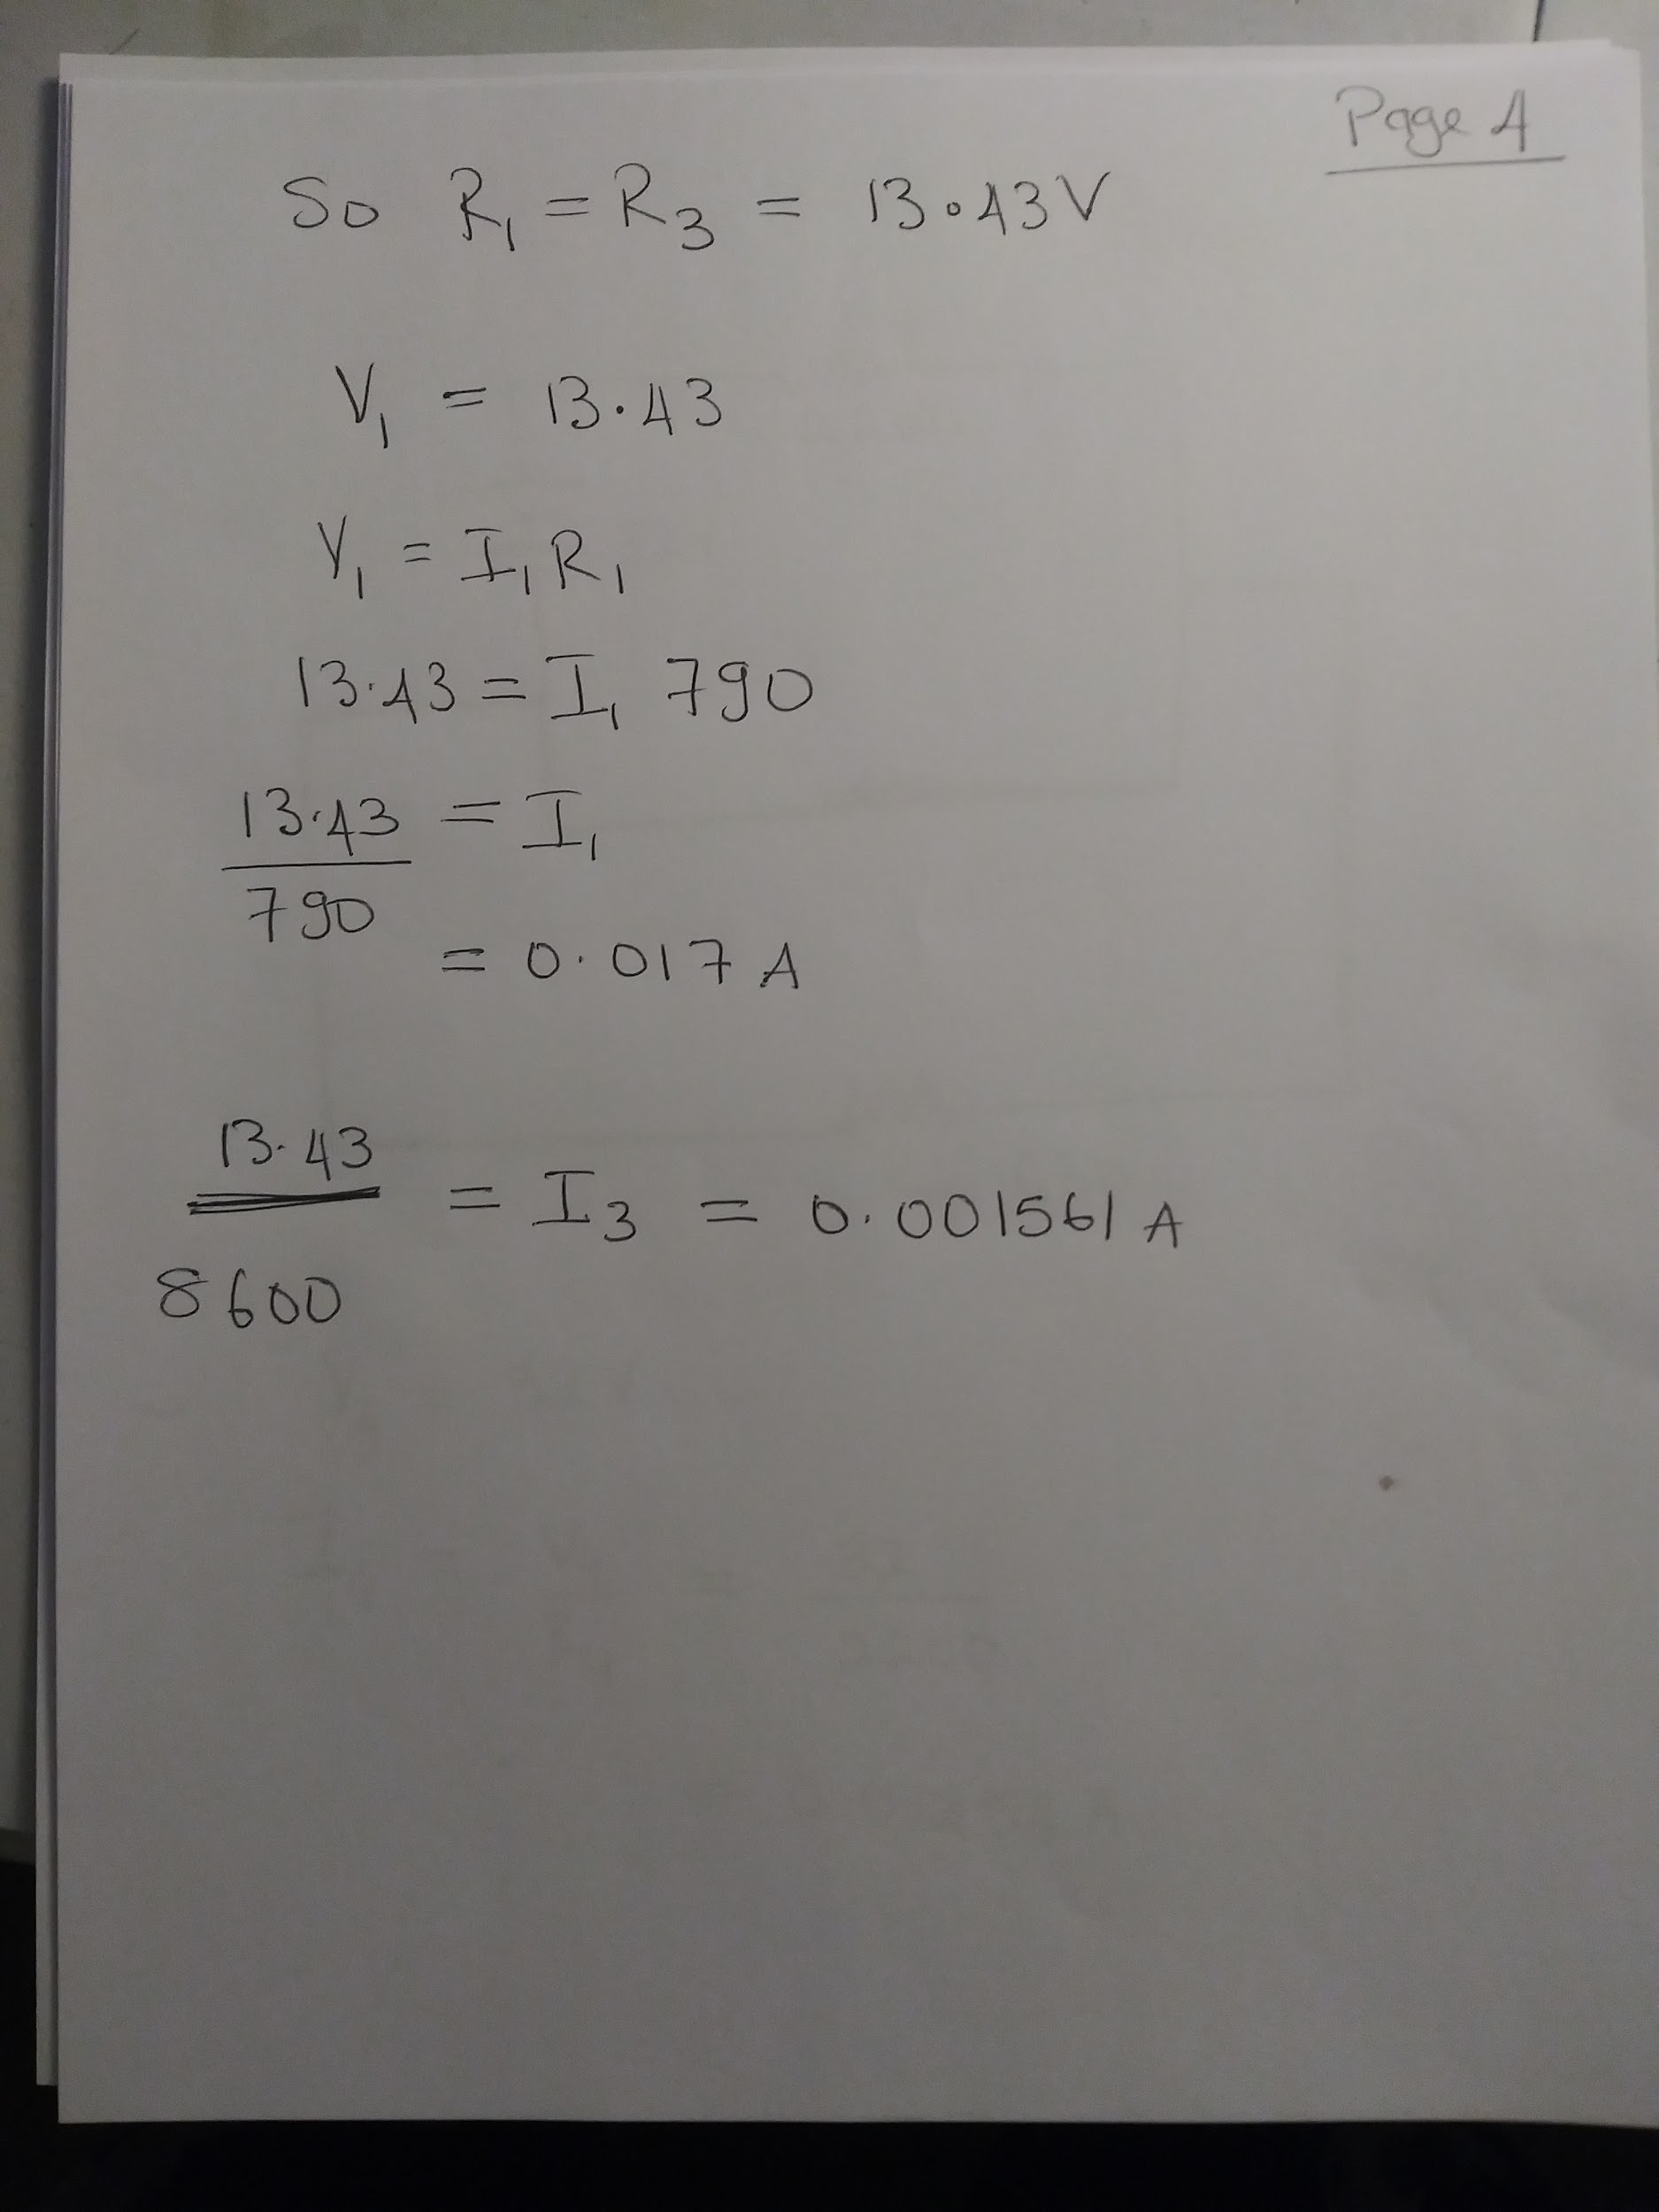 Page 4
So R₁ = R₃ = 13.43V
V₁ = 13.43
V₁ = I₁R₁
13.43 = I₁ 790
13.43 = I₁
790
= 0.017 A
13.43 = I₃ = 0.001561 A
8600